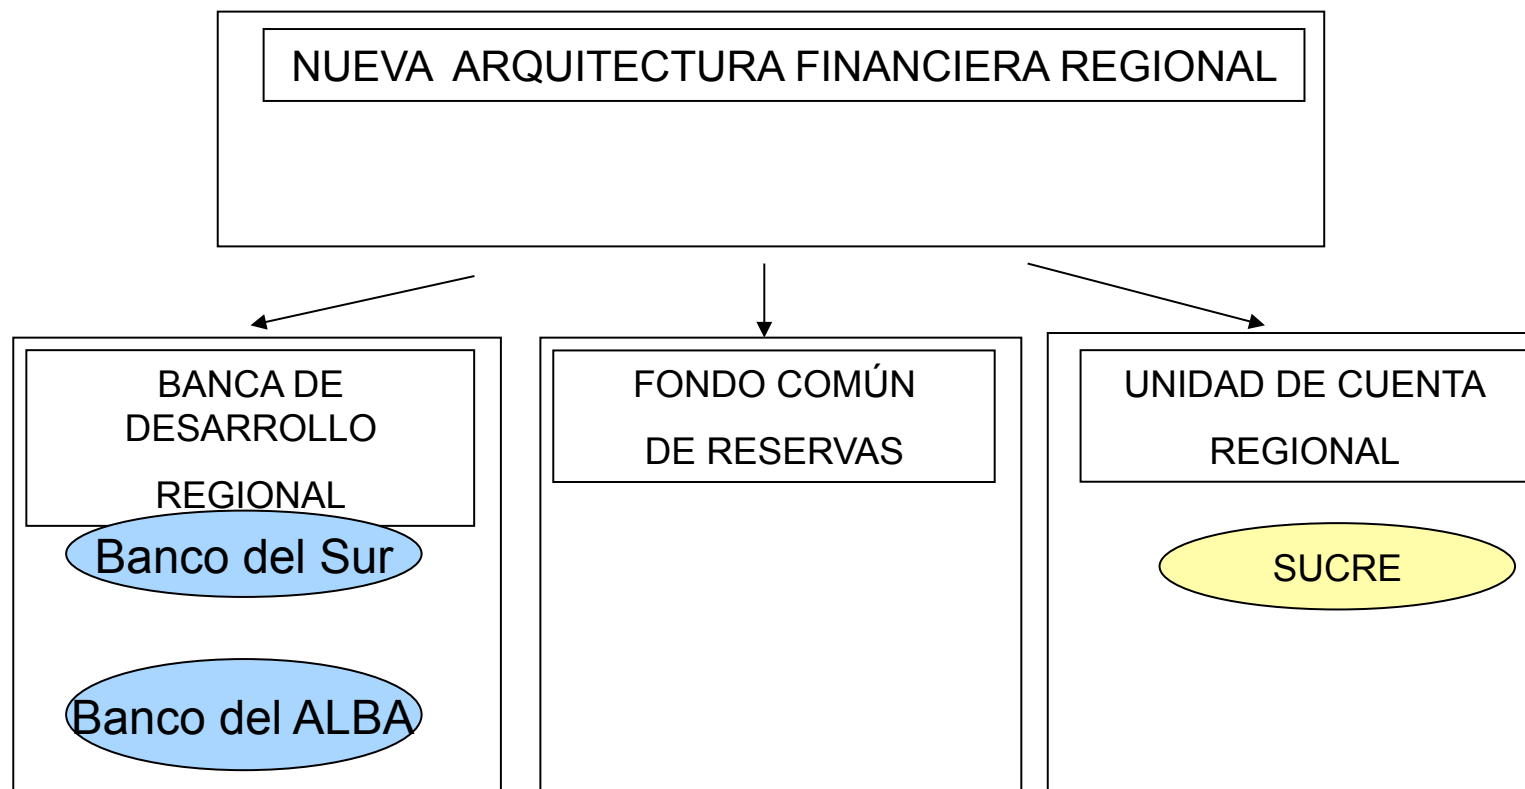 NUEVA ARQUITECTURA FINANCIERA REGIONAL
BANCA DE
DESARROLLO
REGIONAL
Banco del Sur
Banco del ALBA
FONDO COMÚN
DE RESERVAS
UNIDAD DE CUENTA
REGIONAL
SUCRE